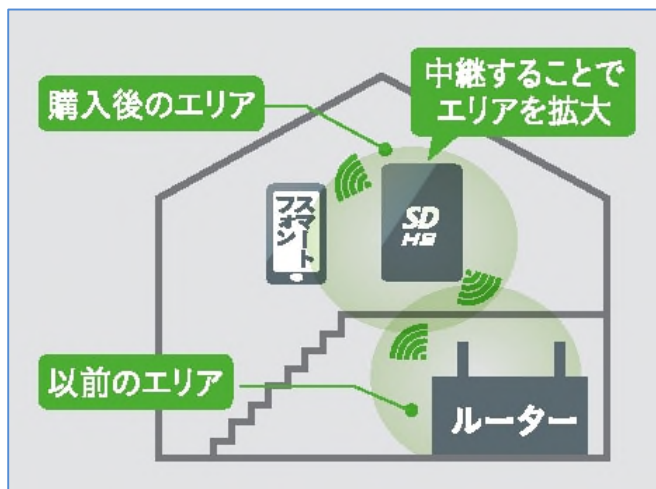 購入後のエリア
中継することで
エリアを拡大
スマート
フォン
SD
以前のエリア
ルーター